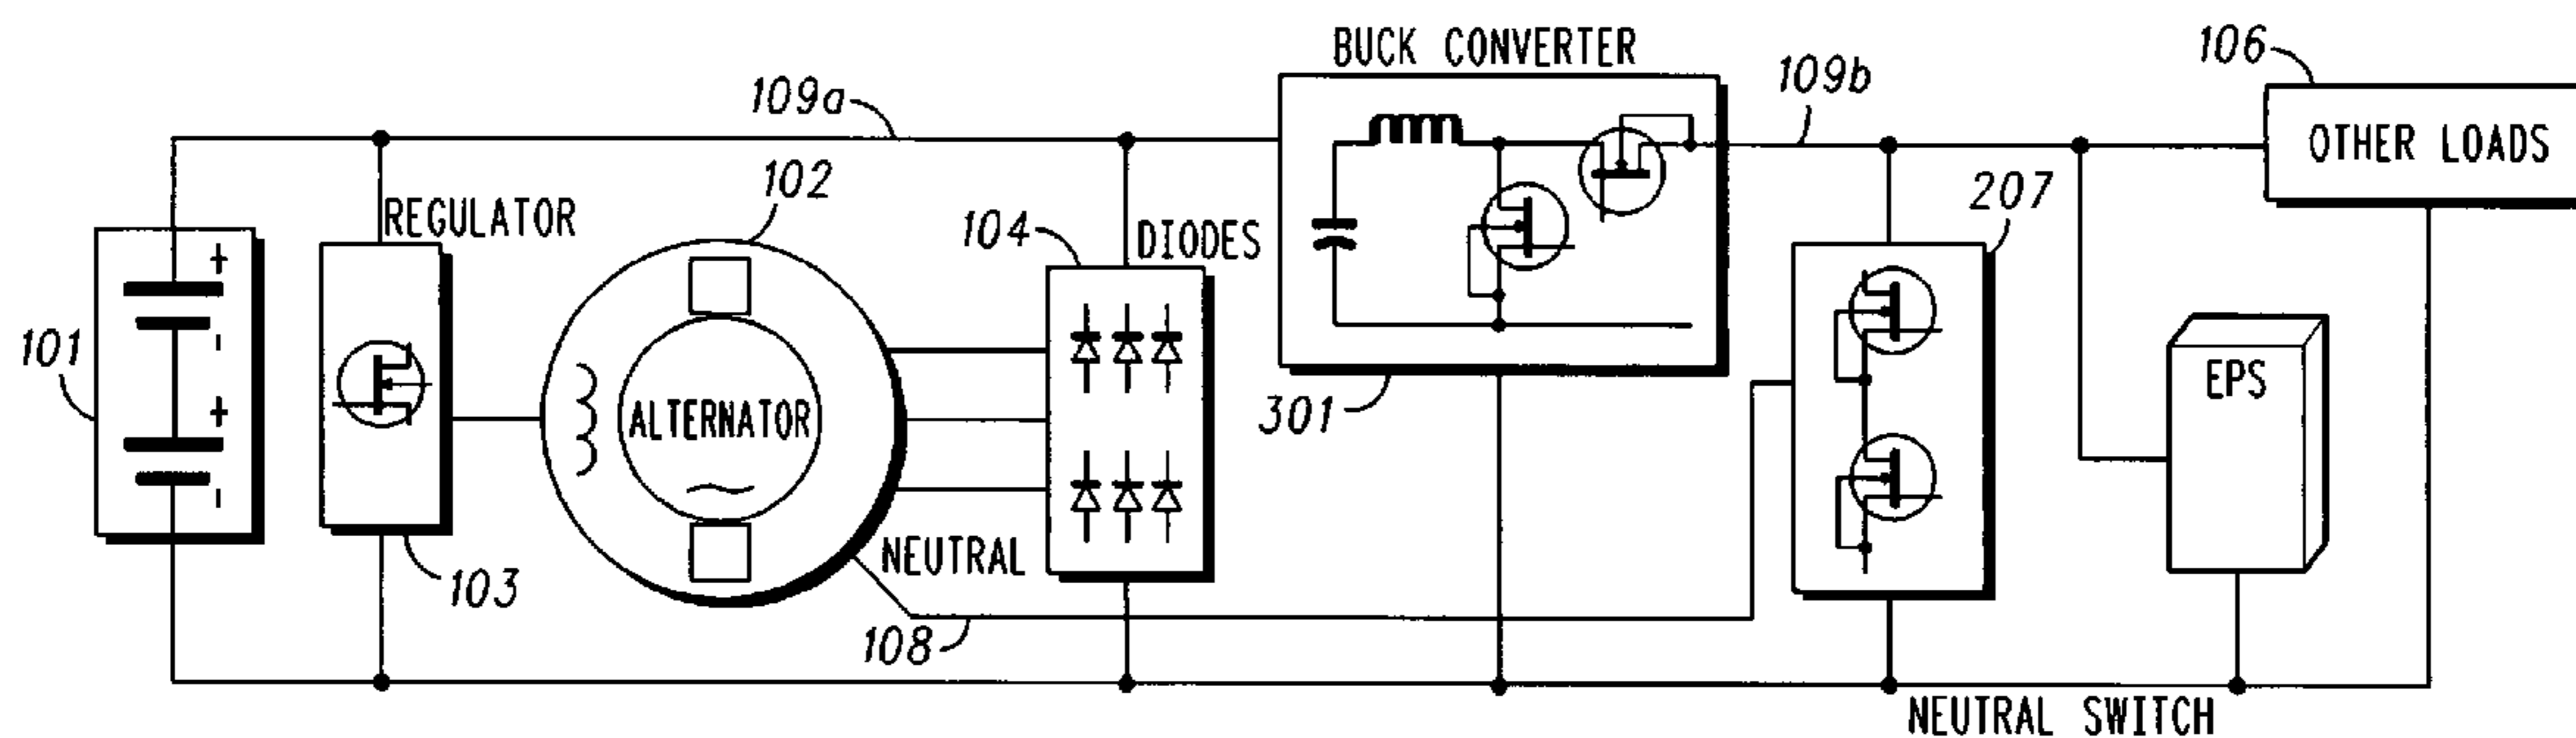 BUCK CONVERTER
106
109a
109b
OTHER LOADS
102
207
REGULATOR
104
DIODES
+
-
101
+
-
301
EPS
ALTERNATOR
103
NEUTRAL
108
NEUTRAL SWITCH